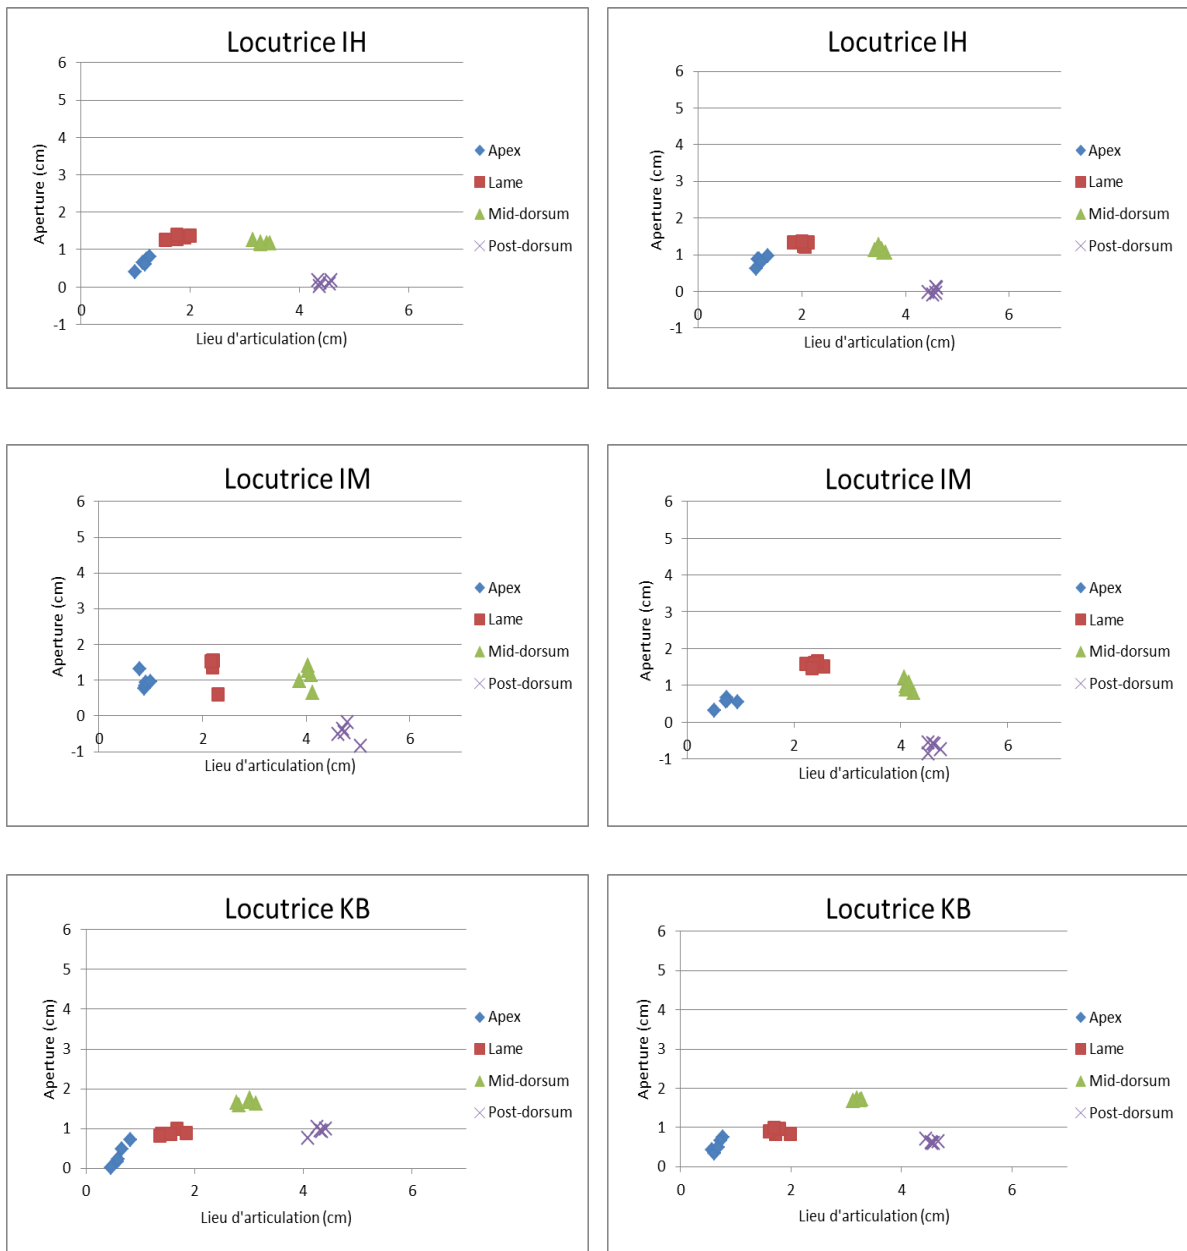 Locutrice IH
6
5
4
3
2
1
0
-1
0 2 4 6
Aperture (cm)
Lieu d'articulation (cm)
Apex
Lame
Mid-dorsum
Post-dorsum
Locutrice IH
6
5
4
3
2
1
0
-1
0 2 4 6
Aperture (cm)
Lieu d'articulation (cm)
Apex
Lame
Mid-dorsum
Post-dorsum
Locutrice IM
6
5
4
3
2
1
0
-1
0 2 4 6
Aperture (cm)
Lieu d'articulation (cm)
Apex
Lame
Mid-dorsum
Post-dorsum
Locutrice IM
6
5
4
3
2
1
0
-1
0 2 4 6
Aperture (cm)
Lieu d'articulation (cm)
Apex
Lame
Mid-dorsum
Post-dorsum
Locutrice KB
6
5
4
3
2
1
0
0 2 4 6
Aperture (cm)
Lieu d'articulation (cm)
Apex
Lame
Mid-dorsum
Post-dorsum
Locutrice KB
6
5
4
3
2
1
0
0 2 4 6
Aperture (cm)
Lieu d'articulation (cm)
Apex
Lame
Mid-dorsum
Post-dorsum